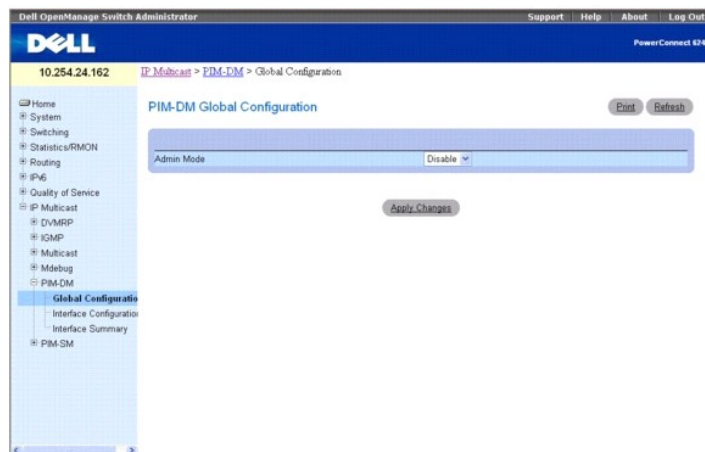 Dell OpenManage Switch Administrator
Support Help About Log Out
DELL
PowerConnect 624
10.254.24.162
IP Multicast > PIM-DM > Global Configuration
Home
System
Switching
Statistics/RMON
Routing
IPv6
Quality of Service
IP Multicast
DVMRP
IGMP
Multicast
Mdebug
PIM-DM
Global Configuratio
Interface Configuration
Interface Summary
PIM-SM
PIM-DM Global Configuration
Print Refresh
Admin Mode Disable
Apply Changes